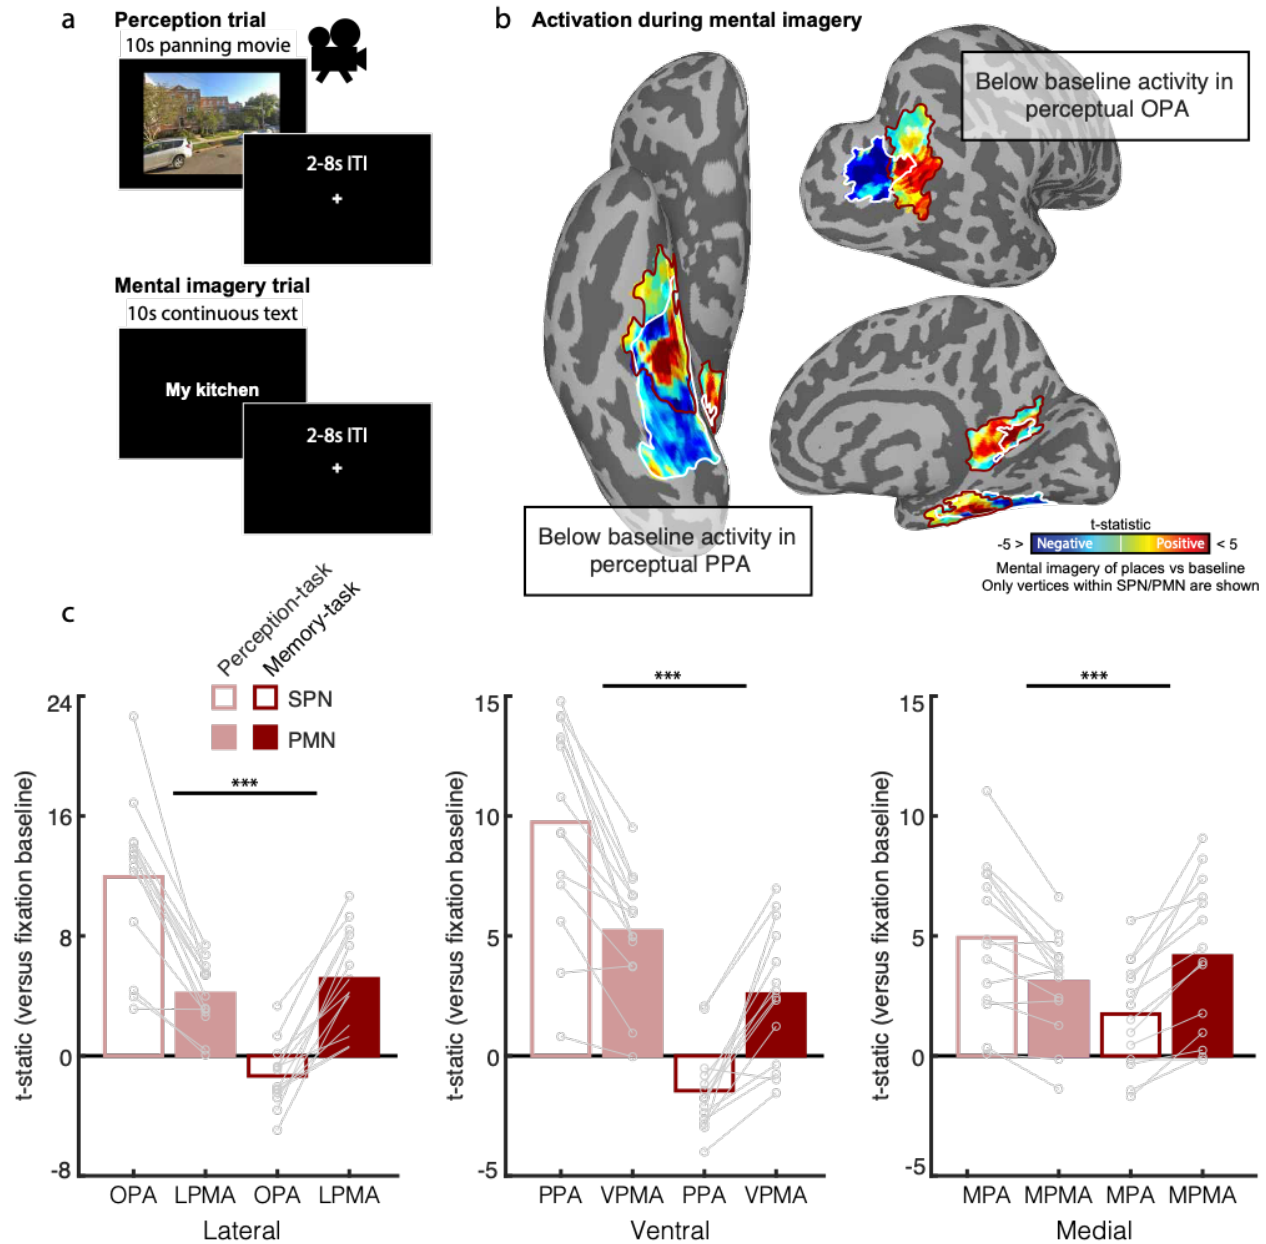 a
Perception trial
10s panning movie
2-8s ITI
+
Mental imagery trial
10s continuous text
My kitchen
2-8s ITI
+
b Activation during mental imagery
Below baseline activity in
perceptual OPA
Below baseline activity in
perceptual PPA
t-statistic
-5 > Negative Positive < 5
Mental imagery of places vs baseline
Only vertices within SPN/PMN are shown
c
Perception-task
Memory-task
SPN
PMN
t-static (versus fixation baseline)
24
16
8
0
-8
***
OPA LPMA OPA LPMA
Lateral
t-static (versus fixation baseline)
15
10
5
0
-5
***
PPA VPMA PPA VPMA
Ventral
t-static (versus fixation baseline)
15
10
5
0
-5
***
MPA MPMA MPA MPMA
Medial